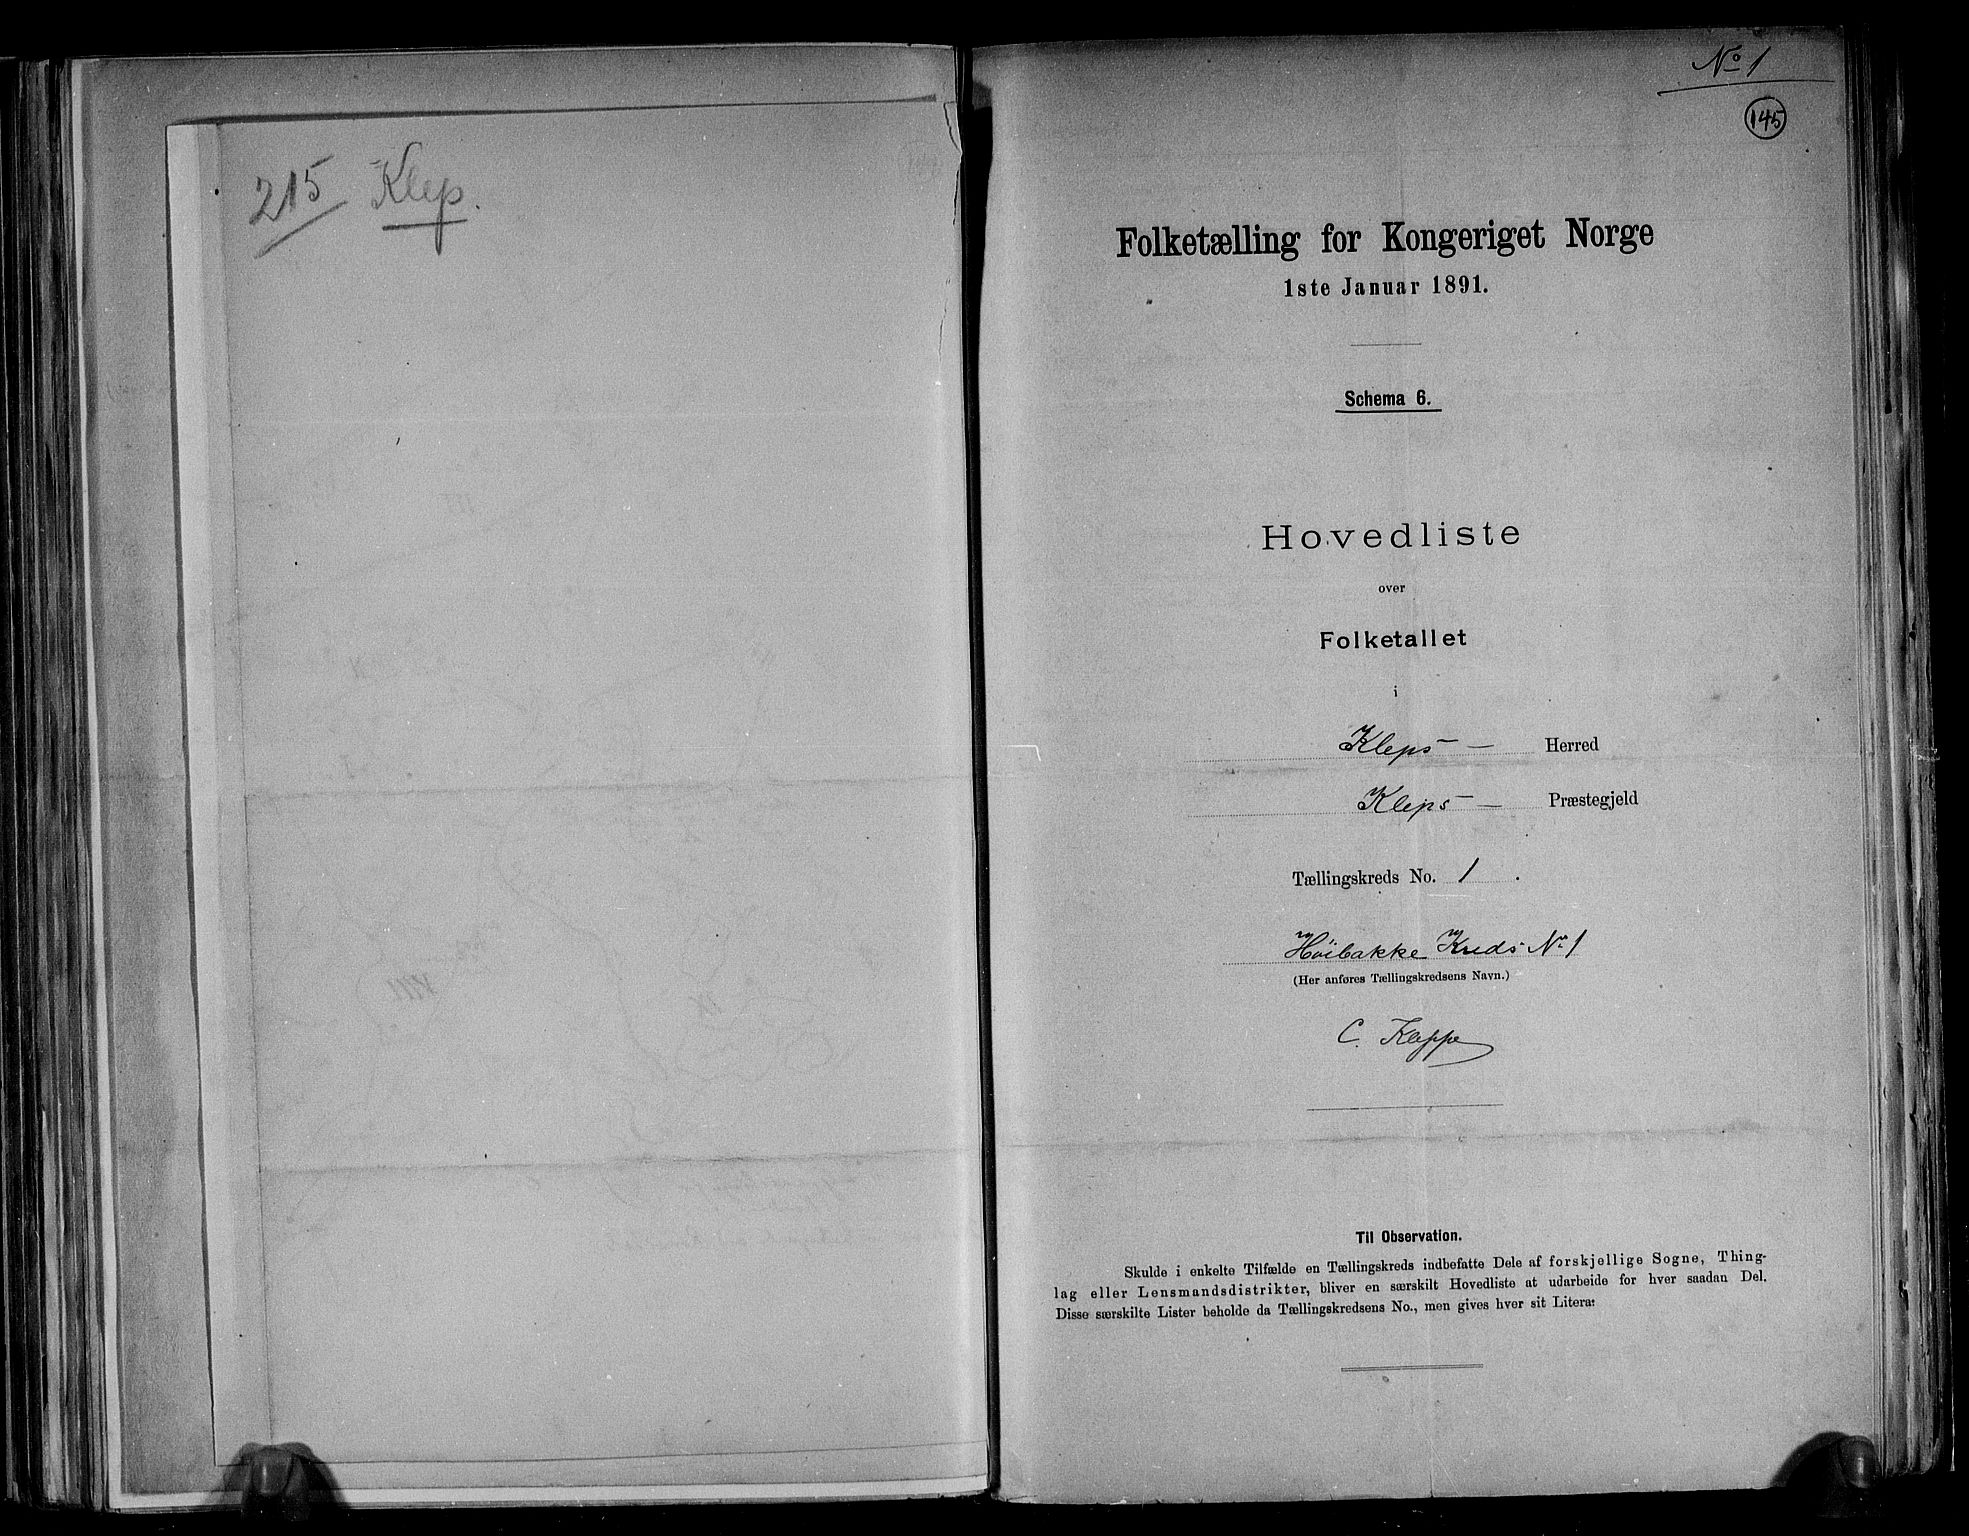 215 Klep.
No 1
145
Folketælling for Kongeriget Norge
1ste Januar 1891.
Schema 6.
Hovedliste
over
Folketallet
i
Kleps - Herred
Kleps - Præstegjeld
Tællingskreds No. 1.
Høibakke Kreds No 1
(Her anføres Tællingskredsens Navn.)
C. Kleppe
Til Observation.
Skulde i enkelte Tilfælde en Tællingskreds indbefatte Dele af forskjellige Sogne, Thing-
lag eller Lensmandsdistrikter, bliver en særskilt Hovedliste at udarbeide for hver saadan Del.
Disse særskilte Lister beholde da Tællingskredsens No., men gives hver sit Litera: